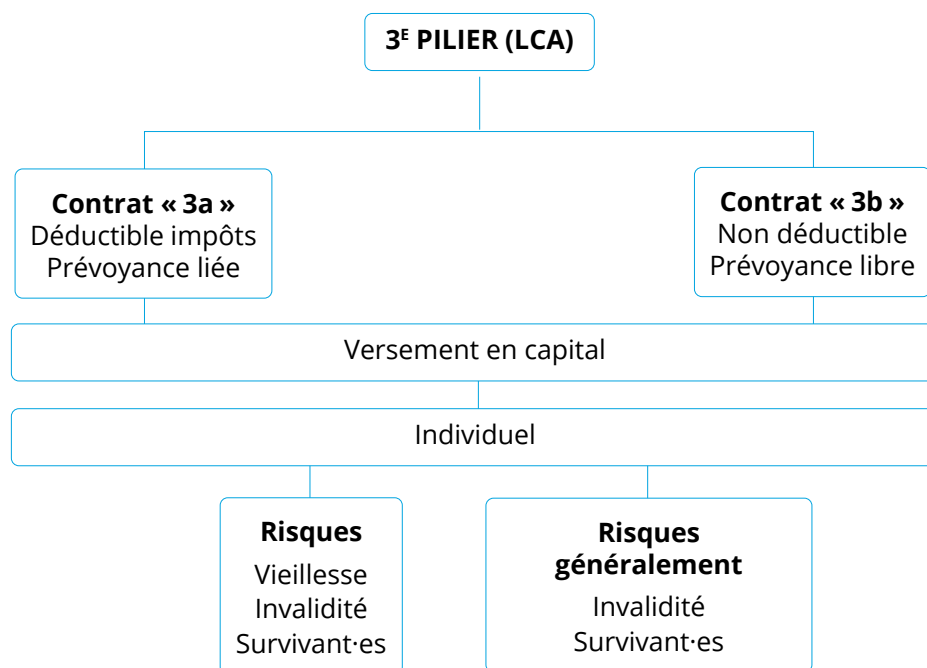 3E PILIER (LCA)
Contrat « 3a »
Déductible impôts
Prévoyance liée
Contrat « 3b »
Non déductible
Prévoyance libre
Versement en capital
Individuel
Risques
Vieillesse
Invalidité
Survivant·es
Risques
généralement
Invalidité
Survivant·es